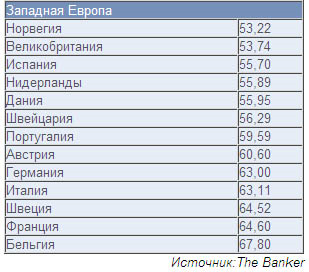 Западная Европа
Норвегия 53,22
Великобритания 53,74
Испания 55,70
Нидерланды 55,89
Дания 55,95
Швейцария 56,29
Португалия 59,59
Австрия 60,60
Германия 63,00
Италия 63,11
Швеция 64,52
Франция 64,60
Бельгия 67,80
Источник:The Banker